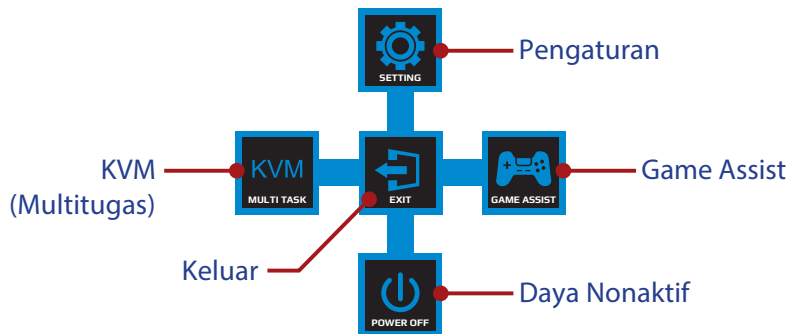 SETTING
Pengaturan
KVM
(Multitugas)
KVM
MULTI TASK
EXIT
GAME ASSIST
Game Assist
Keluar
POWER OFF
Daya Nonaktif